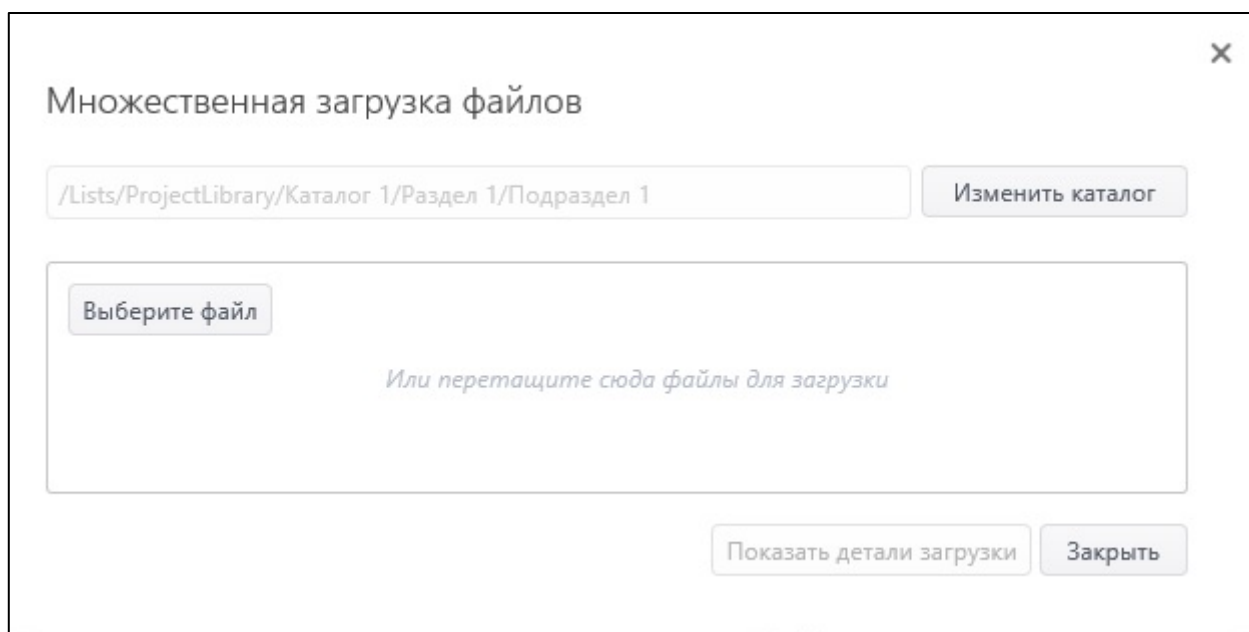 Множественная загрузка файлов
/Lists/ProjectLibrary/Каталог 1/Раздел 1/Подраздел 1
Изменить каталог
Выберите файл
Или перетащите сюда файлы для загрузки
Показать детали загрузки
Закрыть